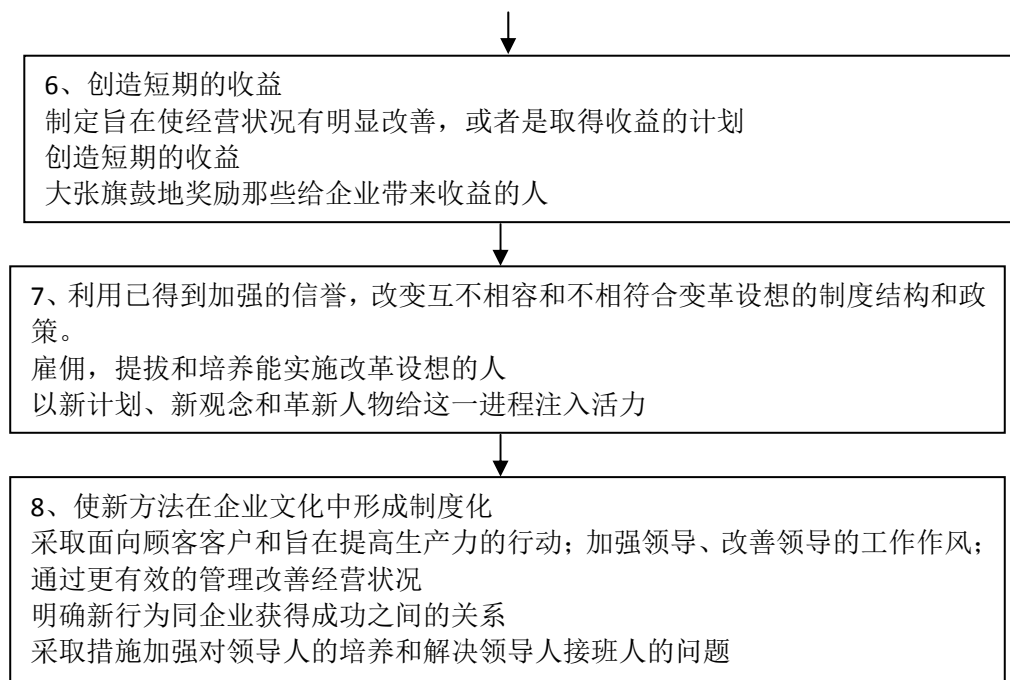 6、创造短期的收益
制定旨在使经营状况有明显改善，或者是取得收益的计划
创造短期的收益
大张旗鼓地奖励那些给企业带来收益的人
7、利用已得到加强的信誉，改变互不相容和不相符合变革设想的制度结构和政
策。
雇佣，提拔和培养能实施改革设想的人
以新计划、新观念和革新人物给这一进程注入活力
8、使新方法在企业文化中形成制度化
采取面向顾客客户和旨在提高生产力的行动；加强领导、改善领导的工作作风；
通过更有效的管理改善经营状况
明确新行为同企业获得成功之间的关系
采取措施加强对领导人的培养和解决领导人接班人的问题